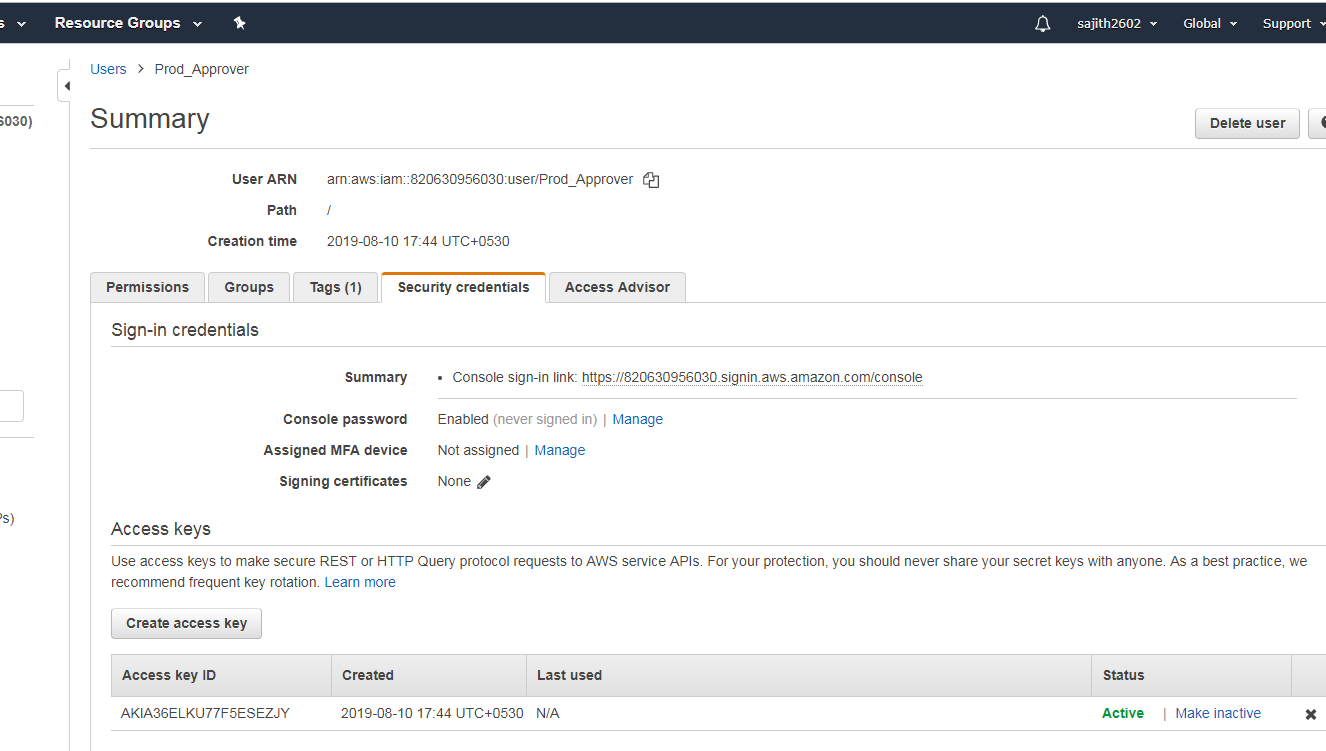 s Resource Groups sajith2602 Global Support
Users > Prod_Approver
6030)
Summary
Delete user
User ARN arn:aws:iam::820630956030:user/Prod_Approver
Path /
Creation time 2019-08-10 17:44 UTC+0530
Permissions Groups Tags (1) Security credentials Access Advisor
Sign-in credentials
Summary • Console sign-in link: https://820630956030.signin.aws.amazon.com/console
Console password Enabled (never signed in) | Manage
Assigned MFA device Not assigned | Manage
Signing certificates None
Ps)
Access keys
Use access keys to make secure REST or HTTP Query protocol requests to AWS service APIs. For your protection, you should never share your secret keys with anyone. As a best practice, we
recommend frequent key rotation. Learn more
Create access key
Access key ID Created Last used Status
AKIA36ELKU77F5ESEZJY 2019-08-10 17:44 UTC+0530 N/A Active | Make inactive